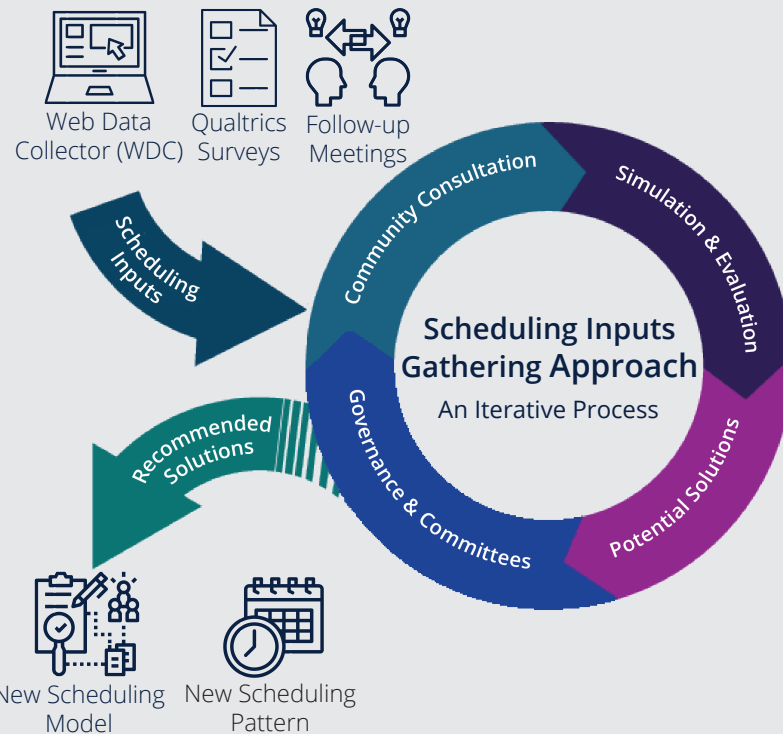 Web Data
Collector (WDC)
Qualtrics
Surveys
Follow-up
Meetings
Scheduling
Inputs
Community Consultation
Simulation & Evaluation
Scheduling Inputs
Gathering Approach
An Iterative Process
Potential Solutions
Governance & Committees
Recommended
Solutions
New Scheduling
Model
New Scheduling
Pattern